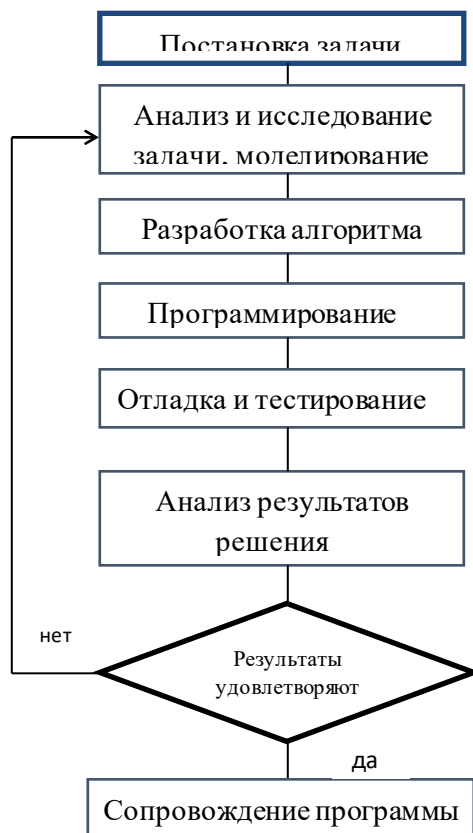 Постановка задачи
Анализ и исследование
задачи, моделирование
Разработка алгоритма
Программирование
Отладка и тестирование
Анализ результатов
решения
нет
Результаты
удовлетворяют
да
Сопровождение программы